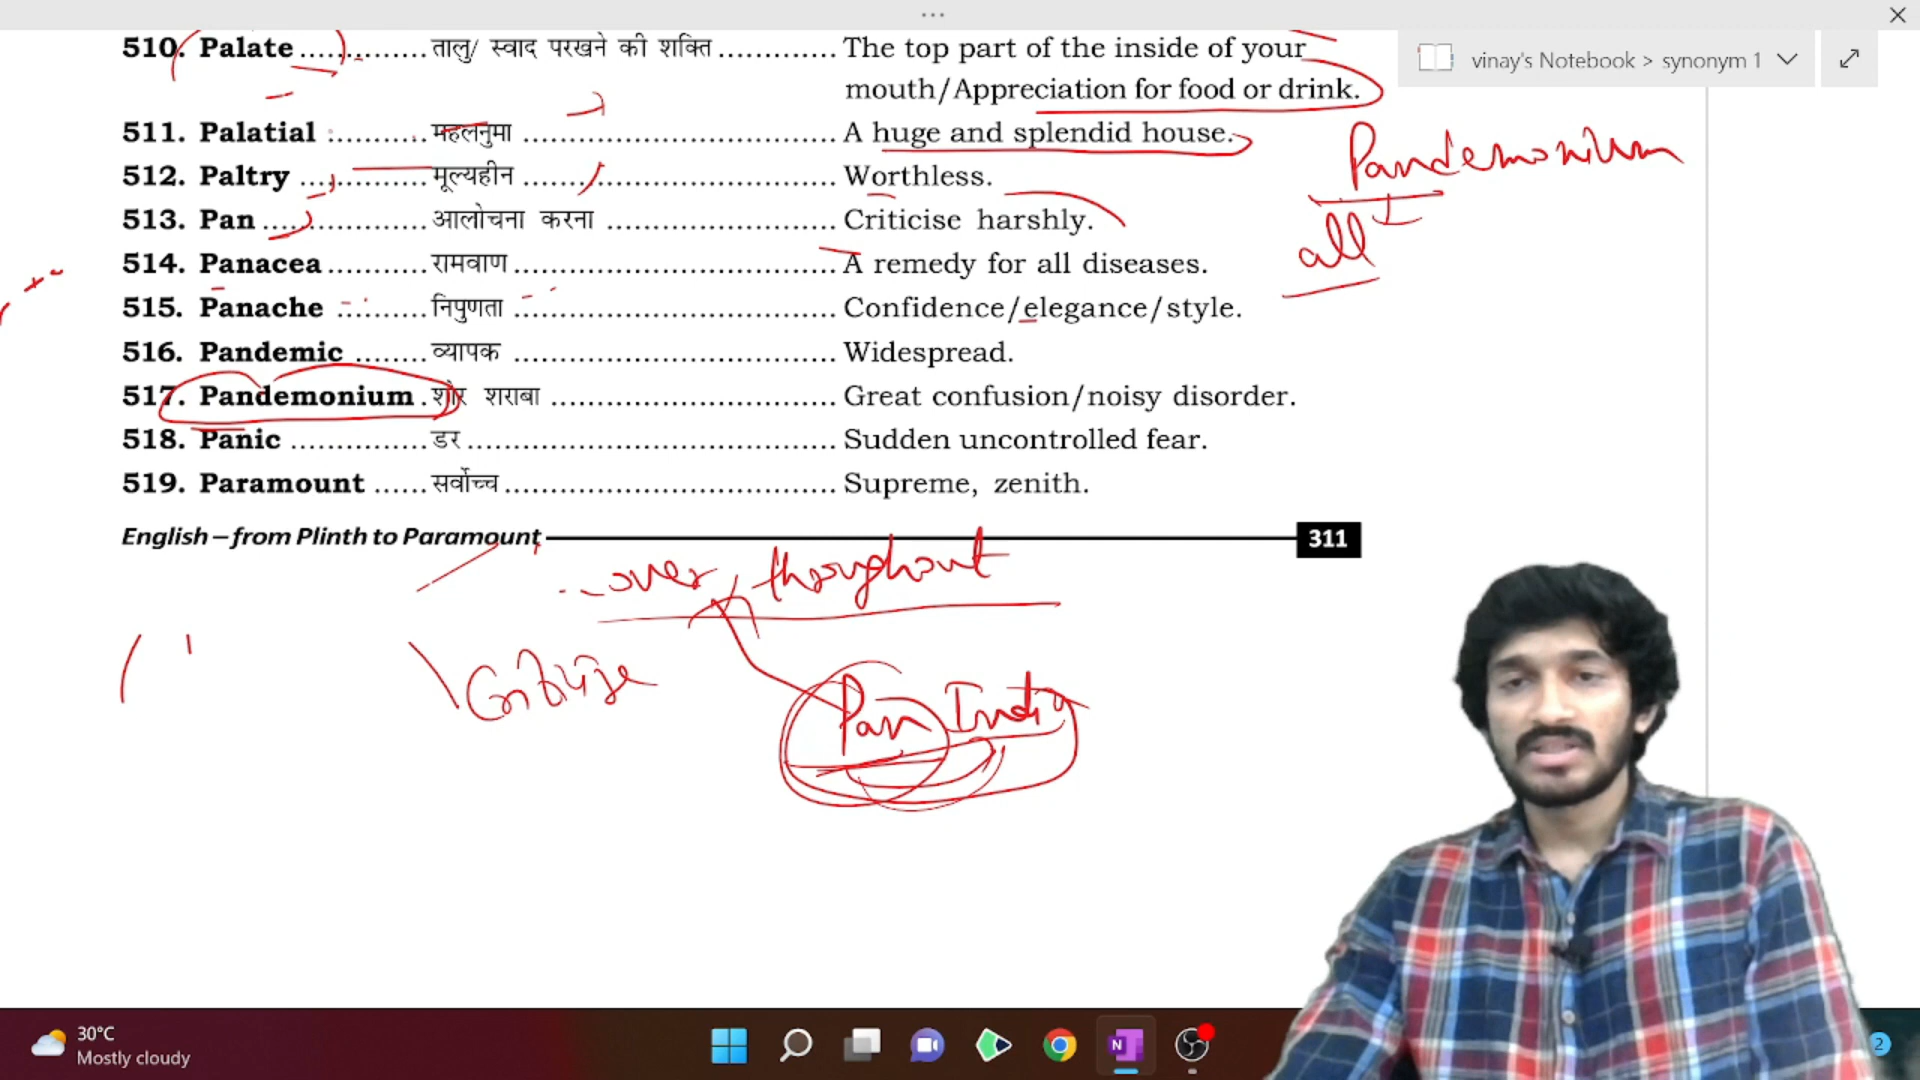 510. Palate .............. तालु/ स्वाद परखने की शक्ति ............. The top part of the inside of your
mouth/Appreciation for food or drink.
vinay's Notebook > synonym 1
511. Palatial ........... महलनुमा .................................. A huge and splendid house.
Pandemonium
512. Paltry .............. मूल्यहीन .................................. Worthless.
513. Pan .................. आलोचना करना ......................... Criticise harshly.
all
514. Panacea ........... रामवाण ................................... A remedy for all diseases.
515. Panache .......... निपुणता ................................... Confidence/elegance/style.
516. Pandemic ........ व्यापक ................................... Widespread.
517. Pandemonium . शोर शराबा ............................... Great confusion/noisy disorder.
518. Panic ............... डर ........................................ Sudden uncontrolled fear.
519. Paramount ...... सर्वोच्च .................................... Supreme, zenith.
English – from Plinth to Paramount 311
over, thoughout
Pan India
30°C
Mostly cloudy
2